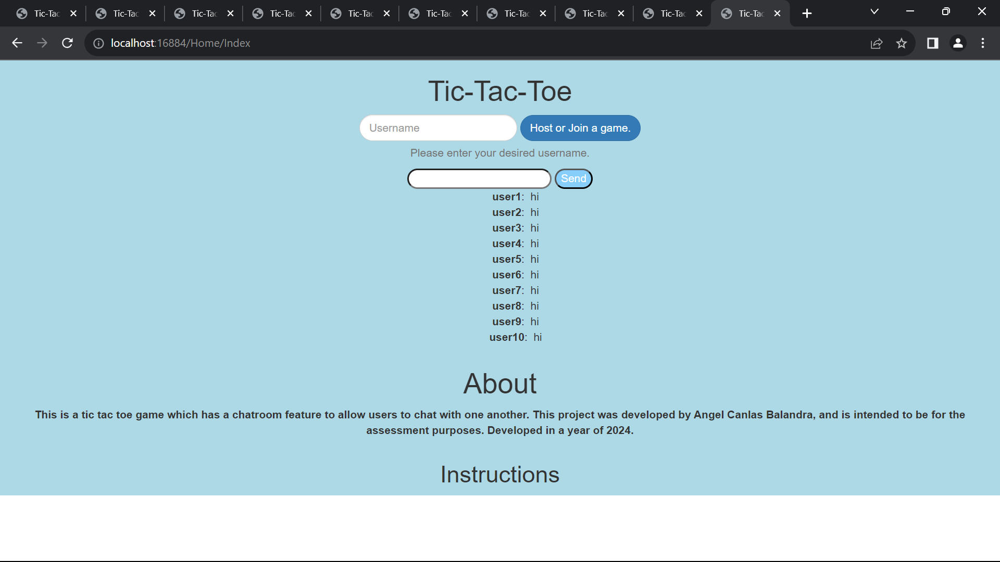 Tic-Tac Tic-Tac Tic-Tac Tic-Tac Tic-Tac Tic-Tac Tic-Tac Tic-Tac Tic-Tac Tic-Tac
localhost:16884/Home/Index
Tic-Tac-Toe
Username Host or Join a game.
Please enter your desired username.
Send
user1: hi
user2: hi
user3: hi
user4: hi
user5: hi
user6: hi
user7: hi
user8: hi
user9: hi
user10: hi
About
This is a tic tac toe game which has a chatroom feature to allow users to chat with one another. This project was developed by Angel Canlas Balandra, and is intended to be for the
assessment purposes. Developed in a year of 2024.
Instructions